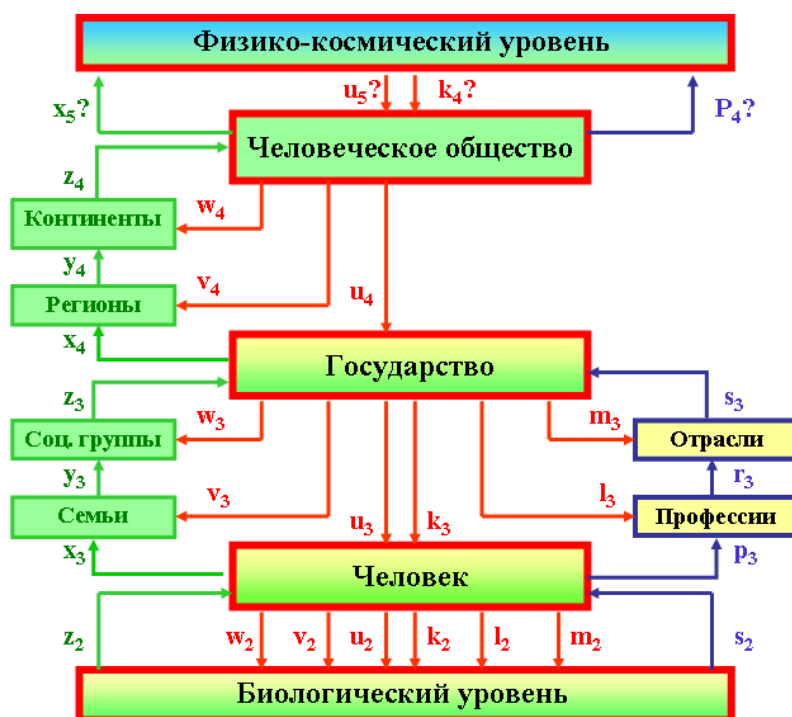 Физико-космический уровень
x₅?
u₅?
k₄?
P₄?
Человеческое общество
z₄
Континенты
w₄
y₄
v₄
u₄
Регионы
x₄
Государство
z₃
s₃
Соц. группы
w₃
m₃
Отрасли
y₃
r₃
v₃
l₃
Семьи
u₃
k₃
Профессии
x₃
p₃
Человек
z₂
w₂
v₂
u₂
k₂
l₂
m₂
s₂
Биологический уровень